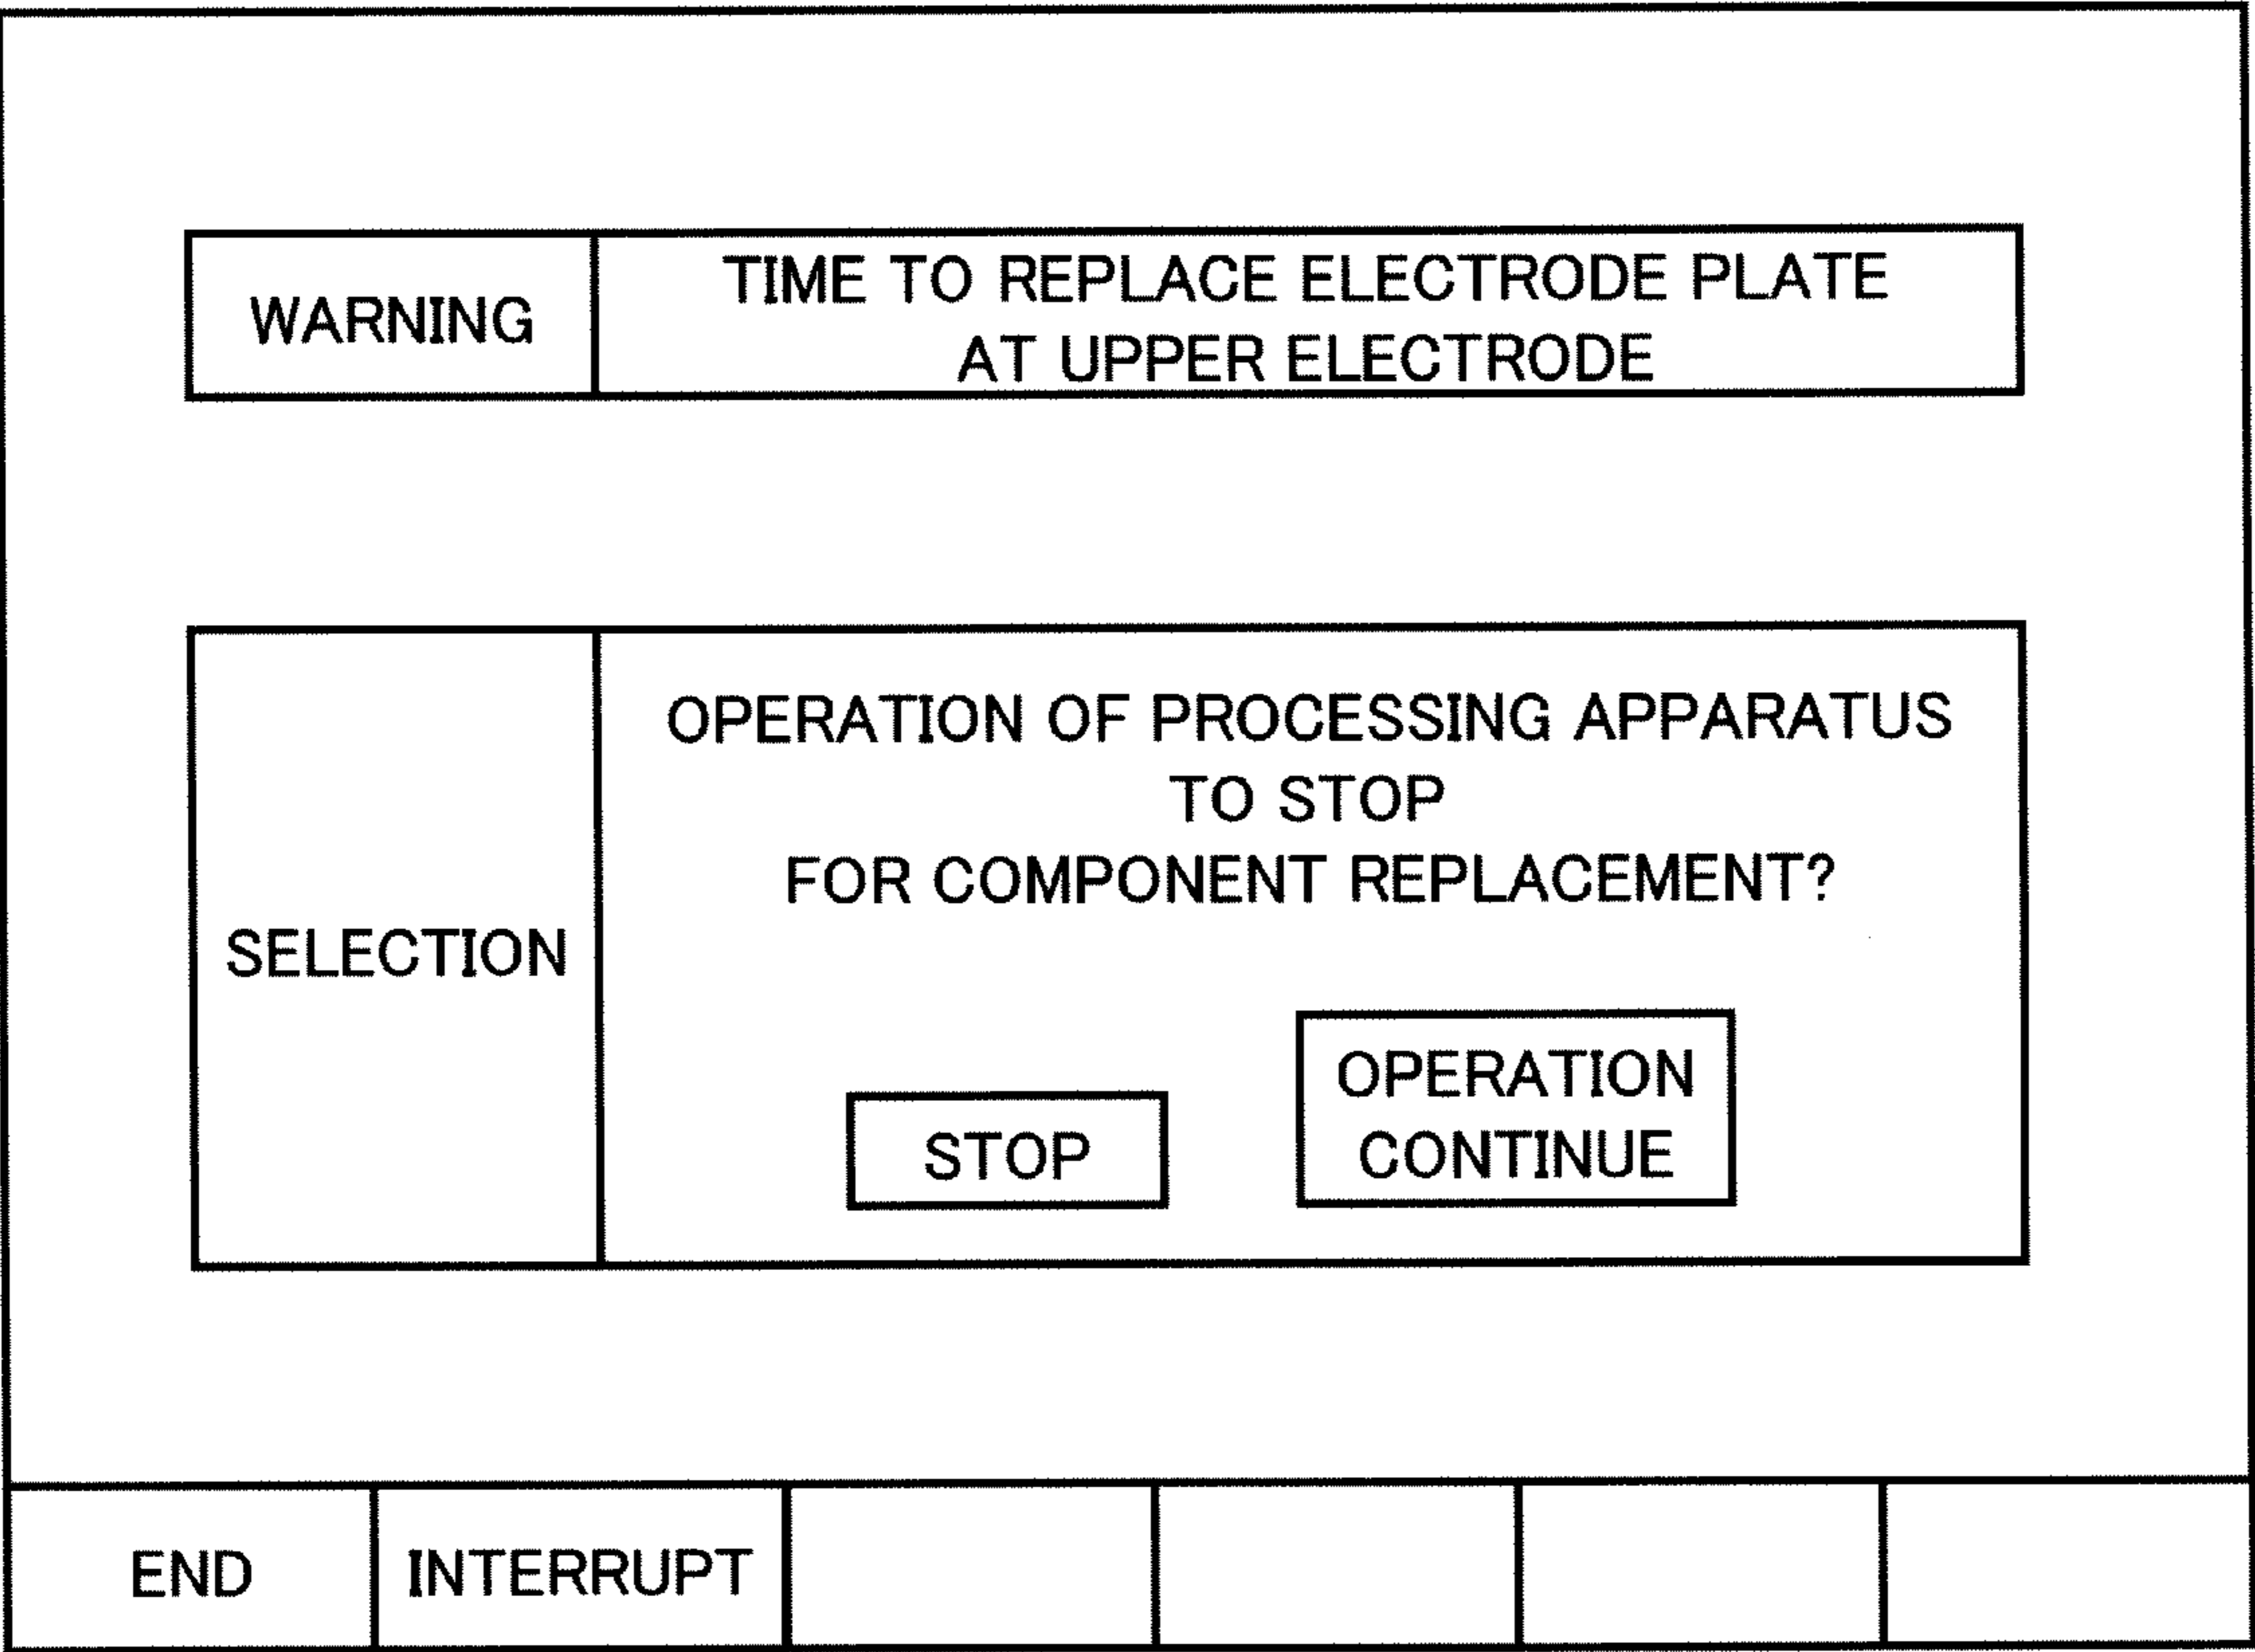 WARNING
TIME TO REPLACE ELECTRODE PLATE
AT UPPER ELECTRODE
SELECTION
OPERATION OF PROCESSING APPARATUS
TO STOP
FOR COMPONENT REPLACEMENT?
STOP
OPERATION
CONTINUE
END
INTERRUPT